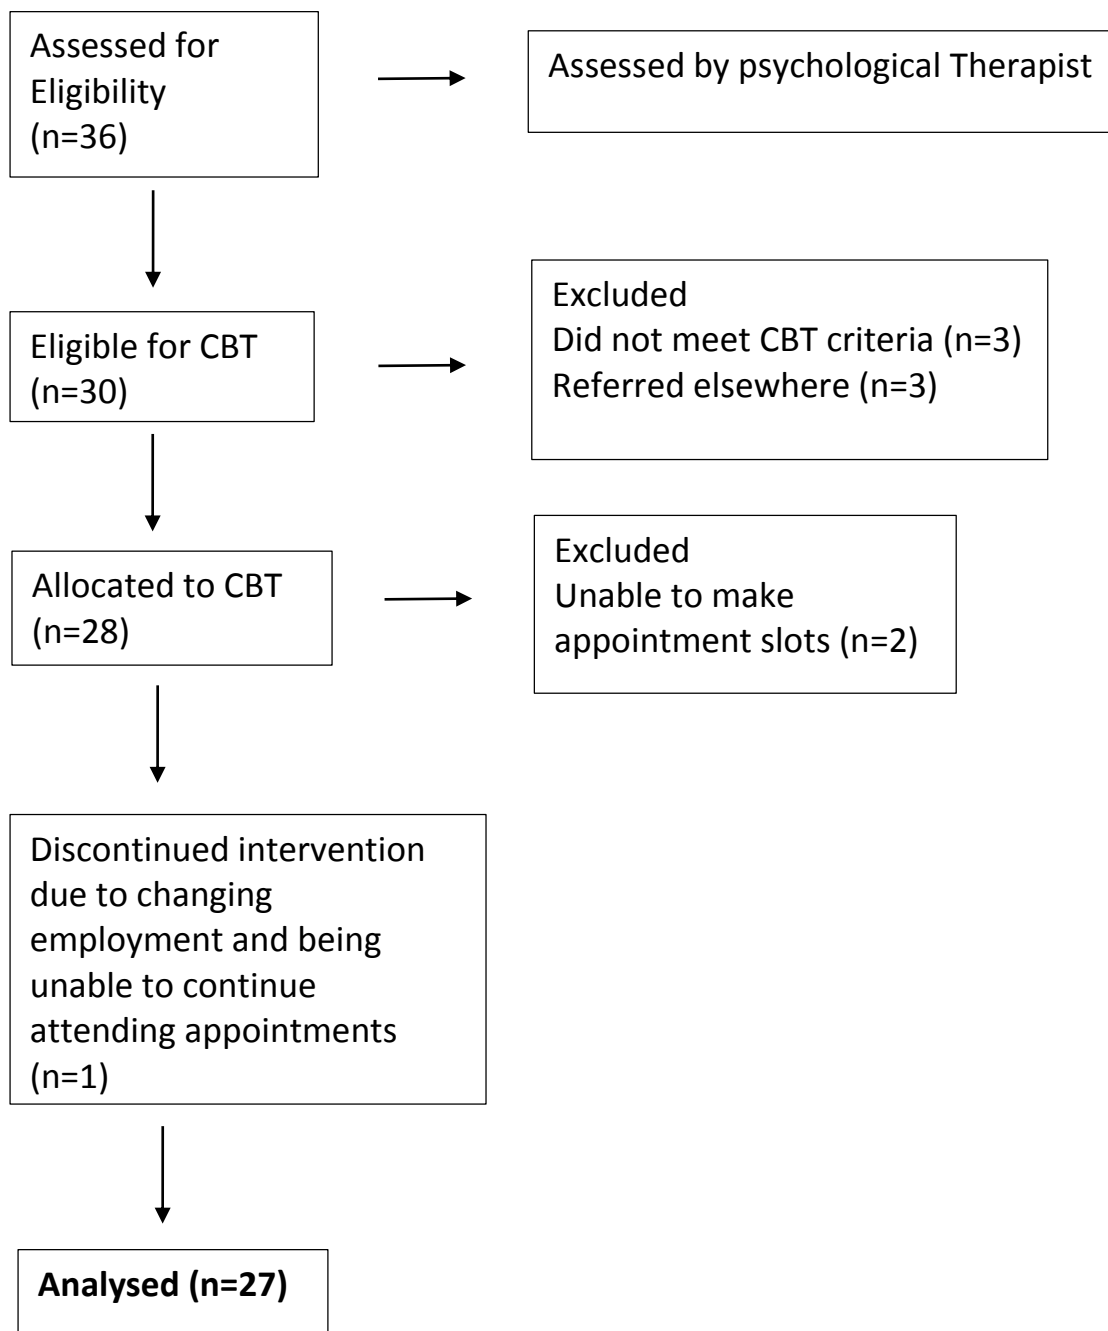 Assessed for
Eligibility
(n=36)
Assessed by psychological Therapist
Eligible for CBT
(n=30)
Excluded
Did not meet CBT criteria (n=3)
Referred elsewhere (n=3)
Allocated to CBT
(n=28)
Excluded
Unable to make
appointment slots (n=2)
Discontinued intervention
due to changing
employment and being
unable to continue
attending appointments
(n=1)
Analysed (n=27)